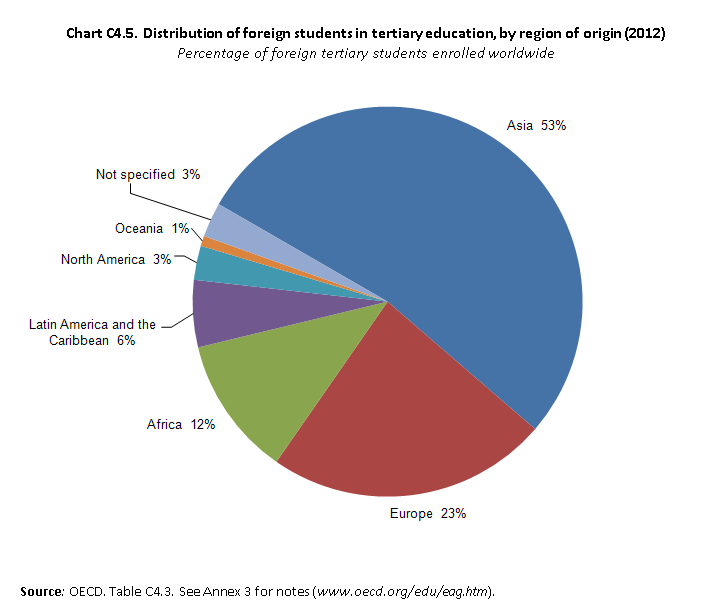 Chart C4.5. Distribution of foreign students in tertiary education, by region of origin (2012)
Percentage of foreign tertiary students enrolled worldwide
Asia 53%
Not specified 3%
Oceania 1%
North America 3%
Latin America and the
Caribbean 6%
Africa 12%
Europe 23%
Source: OECD. Table C4.3. See Annex 3 for notes (www.oecd.org/edu/eag.htm).